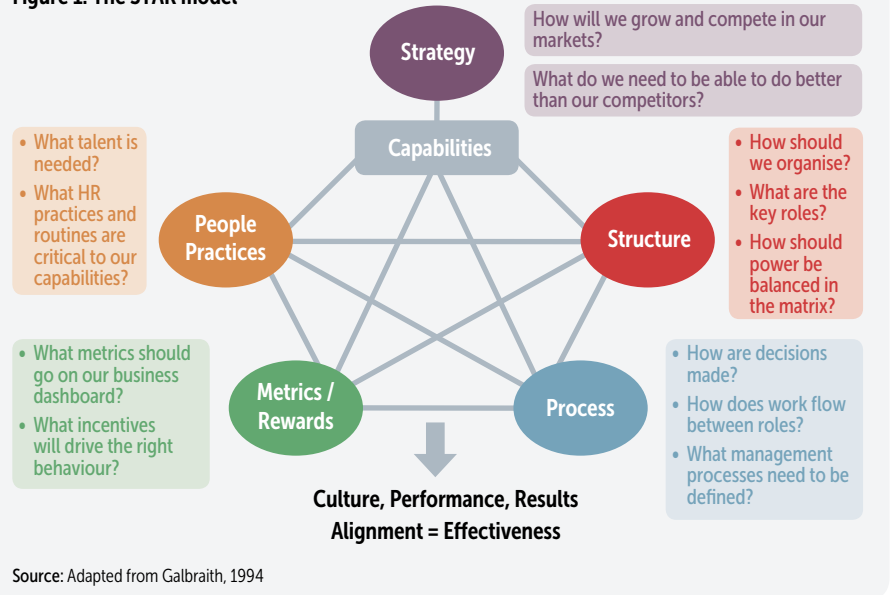 Figure 1: The STAR model
Strategy
How will we grow and compete in our
markets?
What do we need to be able to do better
than our competitors?
Capabilities
• What talent is
needed?
• What HR
practices and
routines are
critical to our
capabilities?
People
Practices
Structure
• How should
we organise?
• What are the
key roles?
• How should
power be
balanced in
the matrix?
• What metrics should
go on our business
dashboard?
• What incentives
will drive the right
behaviour?
Metrics /
Rewards
Process
• How are decisions
made?
• How does work flow
between roles?
• What management
processes need to be
defined?
Culture, Performance, Results
Alignment = Effectiveness
Source: Adapted from Galbraith, 1994